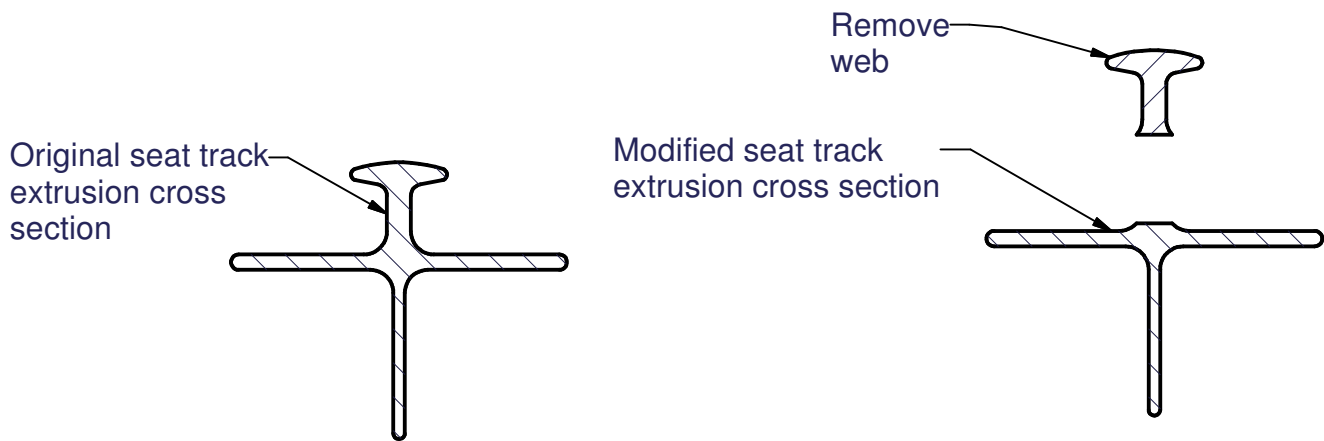 Original seat track
extrusion cross
section
Remove
web
Modified seat track
extrusion cross section